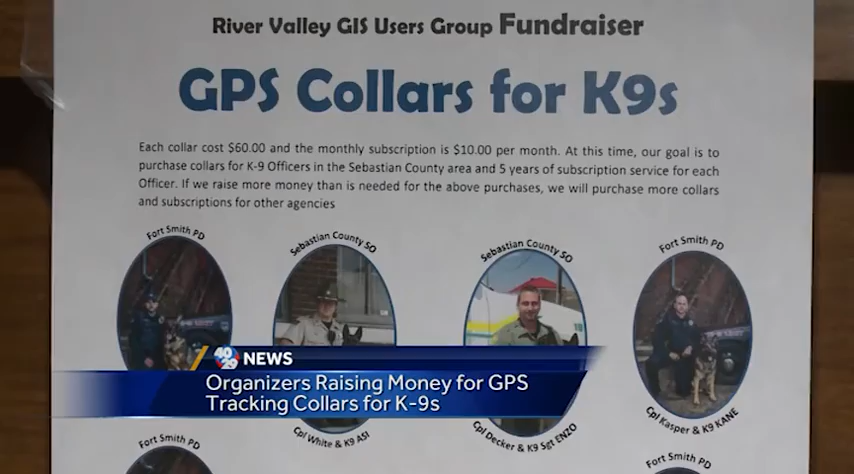 River Valley GIS Users Group Fundraiser
GPS Collars for K9s
Each collar cost $60.00 and the monthly subscription is $10.00 per month. At this time, our goal is to
purchase collars for K-9 Officers in the Sebastian County area and 5 years of subscription service for each
Officer. If we raise more money than is needed for the above purchases, we will purchase more collars
and subscriptions for other agencies
Fort Smith PD
Sebastian County SO
Sebastian County SO
Fort Smith PD
40
29
NEWS
Organizers Raising Money for GPS
Tracking Collars for K-9s
Cpl White & K9 ASI
Cpl Decker & K9 Sgt ENZO
Cpl Kasper & K9 KANE
Fort Smith PD
Fort Smith PD